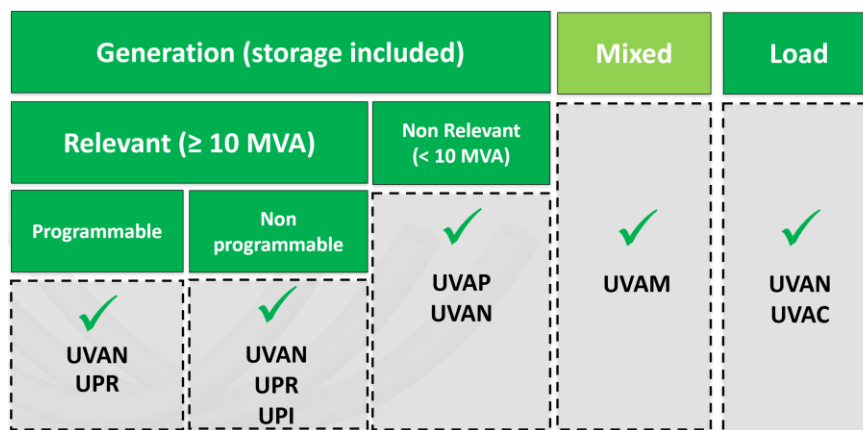 Generation (storage included)
Mixed
Load
Relevant (≥ 10 MVA)
Non Relevant
(< 10 MVA)
Programmable
Non
programmable
UVAN
UPR
UVAN
UPR
UPI
UVAP
UVAN
UVAM
UVAN
UVAC